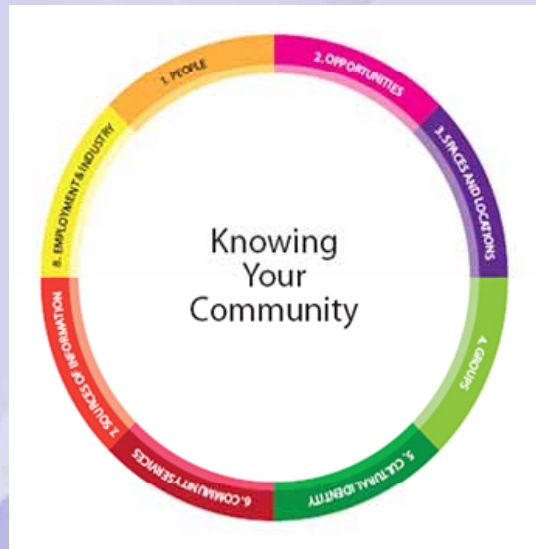 1. PEOPLE
2. OPPORTUNITIES
3. SPACES AND LOCATIONS
4. GROUPS
5. CULTURAL IDENTITY
6. COMMUNITY SERVICES
7. SOURCES OF INFORMATION
8. EMPLOYMENT & INDUSTRY
Knowing
Your
Community